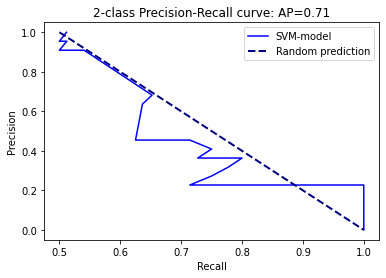 2-class Precision-Recall curve: AP=0.71
SVM-model
Random prediction
Precision
1.0
0.8
0.6
0.4
0.2
0.0
0.5 0.6 0.7 0.8 0.9 1.0
Recall